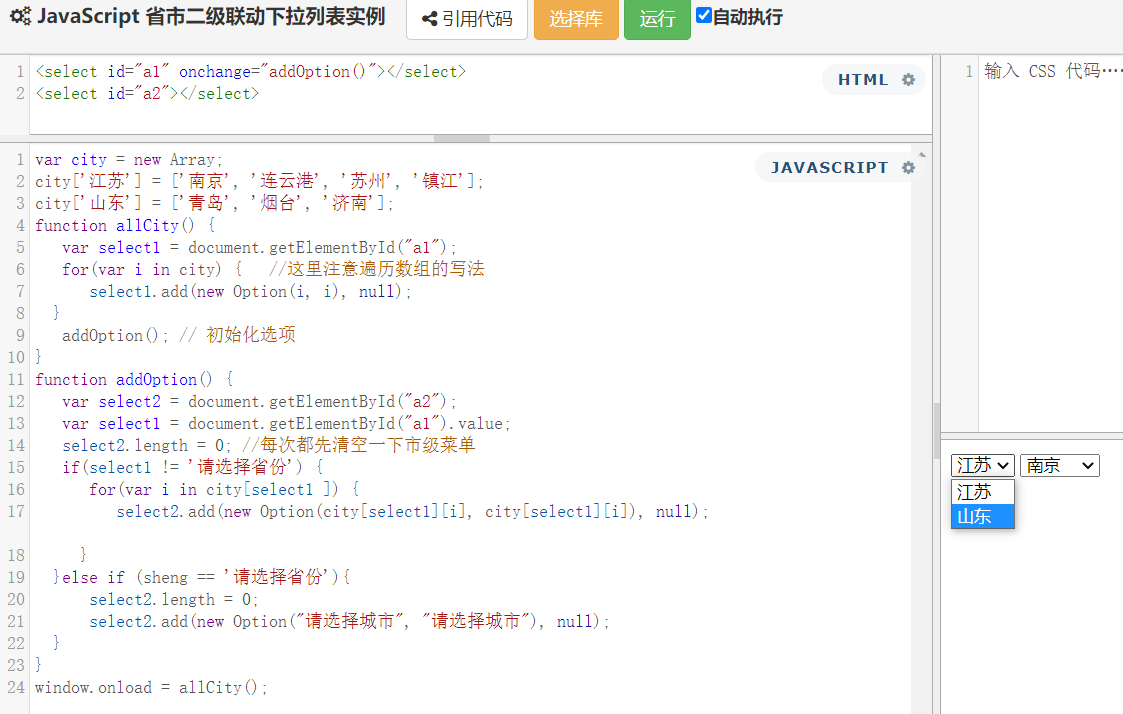 JavaScript 省市二级联动下拉列表实例 引用代码 选择库 运行 自动执行
1 <select id="a1" onchange="addOption()"></select>
2 <select id="a2"></select>
HTML
1 输入 CSS 代码····
JAVASCRIPT
1 var city = new Array;
2 city['江苏'] = ['南京', '连云港', '苏州', '镇江'];
3 city['山东'] = ['青岛', '烟台', '济南'];
4 function allCity() {
5    var select1 = document.getElementById("a1");
6    for(var i in city) {   //这里注意遍历数组的写法
7       select1.add(new Option(i, i), null);
8   }
9    addOption(); // 初始化选项
10 }
11 function addOption() {
12    var select2 = document.getElementById("a2");
13    var select1 = document.getElementById("a1").value;
14    select2.length = 0; //每次都先清空一下市级菜单
15    if(select1 != '请选择省份') {
16       for(var i in city[select1 ]) {
17          select2.add(new Option(city[select1][i], city[select1][i]), null);
18      }
19   }else if (sheng == '请选择省份'){
20       select2.length = 0;
21       select2.add(new Option("请选择城市", "请选择城市"), null);
22   }
23 }
24 window.onload = allCity();
江苏 南京
江苏
山东